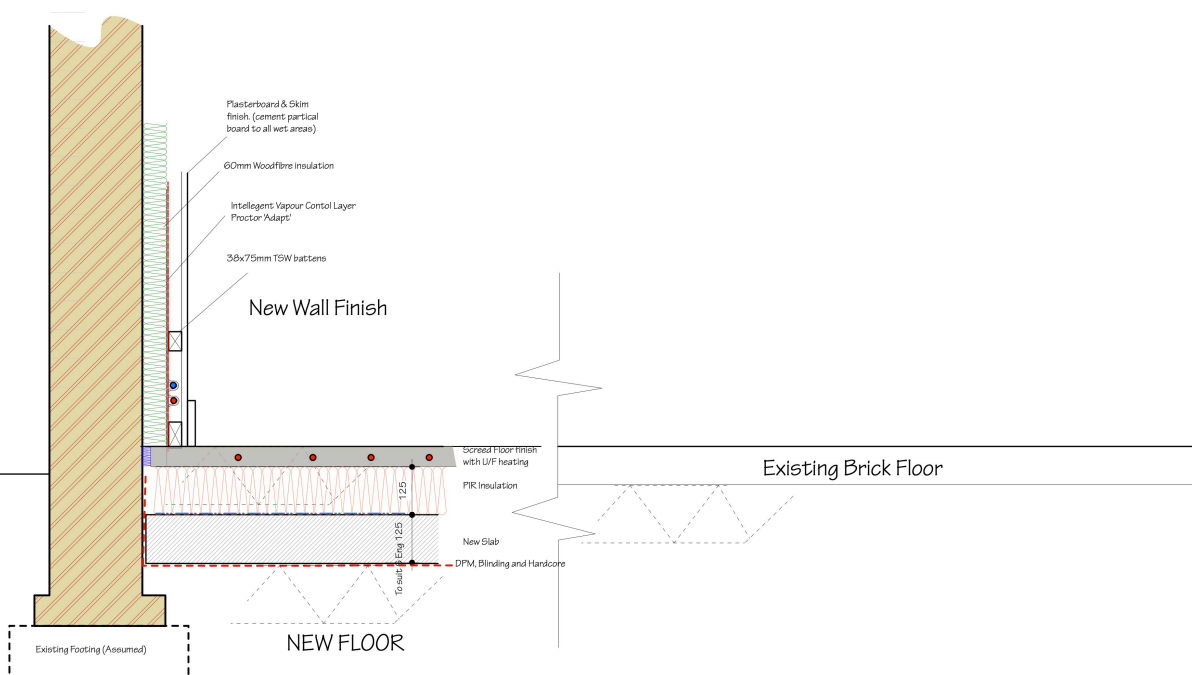 Plasterboard & Skim
finish. (cement partical
board to all wet areas)
60mm Woodfibre insulation
Intellegent Vapour Contol Layer
Proctor 'Adapt'
38x75mm TSW battens
New Wall Finish
Screed Floor finish
with U/F heating
Existing Brick Floor
PIR Insulation
125
New Slab
To suit S Eng 125
DPM, Blinding and Hardcore
NEW FLOOR
Existing Footing (Assumed)